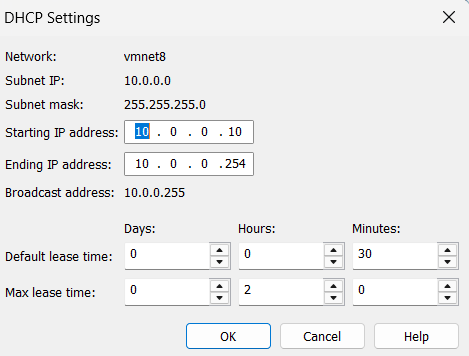 DHCP Settings
Network: vmnet8
Subnet IP: 10.0.0.0
Subnet mask: 255.255.255.0
Starting IP address: 10 . 0 . 0 . 10
Ending IP address: 10 . 0 . 0 . 254
Broadcast address: 10.0.0.255
Days: Hours: Minutes:
Default lease time: 0 0 30
Max lease time: 0 2 0
OK Cancel Help